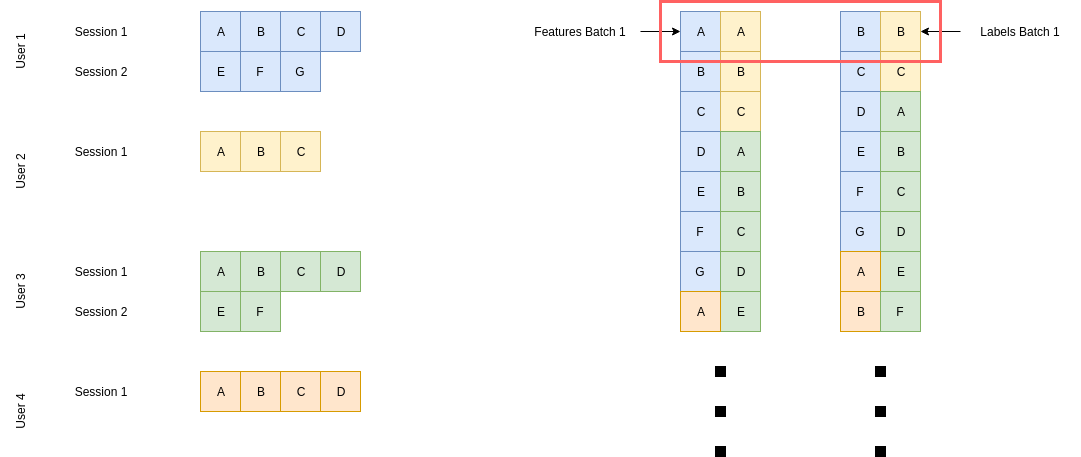 User 1
Session 1 A B C D
Session 2 E F G
User 2
Session 1 A B C
User 3
Session 1 A B C D
Session 2 E F
User 4
Session 1 A B C D
Features Batch 1 A A B B Labels Batch 1
B B C C
C C D A
D A E B
E B F C
F C G D
G D A E
A E B F